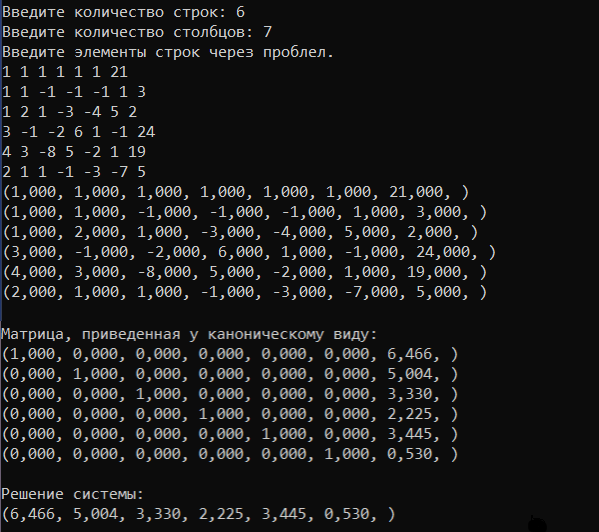 Введите количество строк: 6
Введите количество столбцов: 7
Введите элементы строк через проблел.
1 1 1 1 1 1 21
1 1 -1 -1 -1 1 3
1 2 1 -3 -4 5 2
3 -1 -2 6 1 -1 24
4 3 -8 5 -2 1 19
2 1 1 -1 -3 -7 5
(1,000, 1,000, 1,000, 1,000, 1,000, 1,000, 21,000, )
(1,000, 1,000, -1,000, -1,000, -1,000, 1,000, 3,000, )
(1,000, 2,000, 1,000, -3,000, -4,000, 5,000, 2,000, )
(3,000, -1,000, -2,000, 6,000, 1,000, -1,000, 24,000, )
(4,000, 3,000, -8,000, 5,000, -2,000, 1,000, 19,000, )
(2,000, 1,000, 1,000, -1,000, -3,000, -7,000, 5,000, )
Матрица, приведенная у каноническому виду:
(1,000, 0,000, 0,000, 0,000, 0,000, 0,000, 6,466, )
(0,000, 1,000, 0,000, 0,000, 0,000, 0,000, 5,004, )
(0,000, 0,000, 1,000, 0,000, 0,000, 0,000, 3,330, )
(0,000, 0,000, 0,000, 1,000, 0,000, 0,000, 2,225, )
(0,000, 0,000, 0,000, 0,000, 1,000, 0,000, 3,445, )
(0,000, 0,000, 0,000, 0,000, 0,000, 1,000, 0,530, )
Решение системы:
(6,466, 5,004, 3,330, 2,225, 3,445, 0,530, )